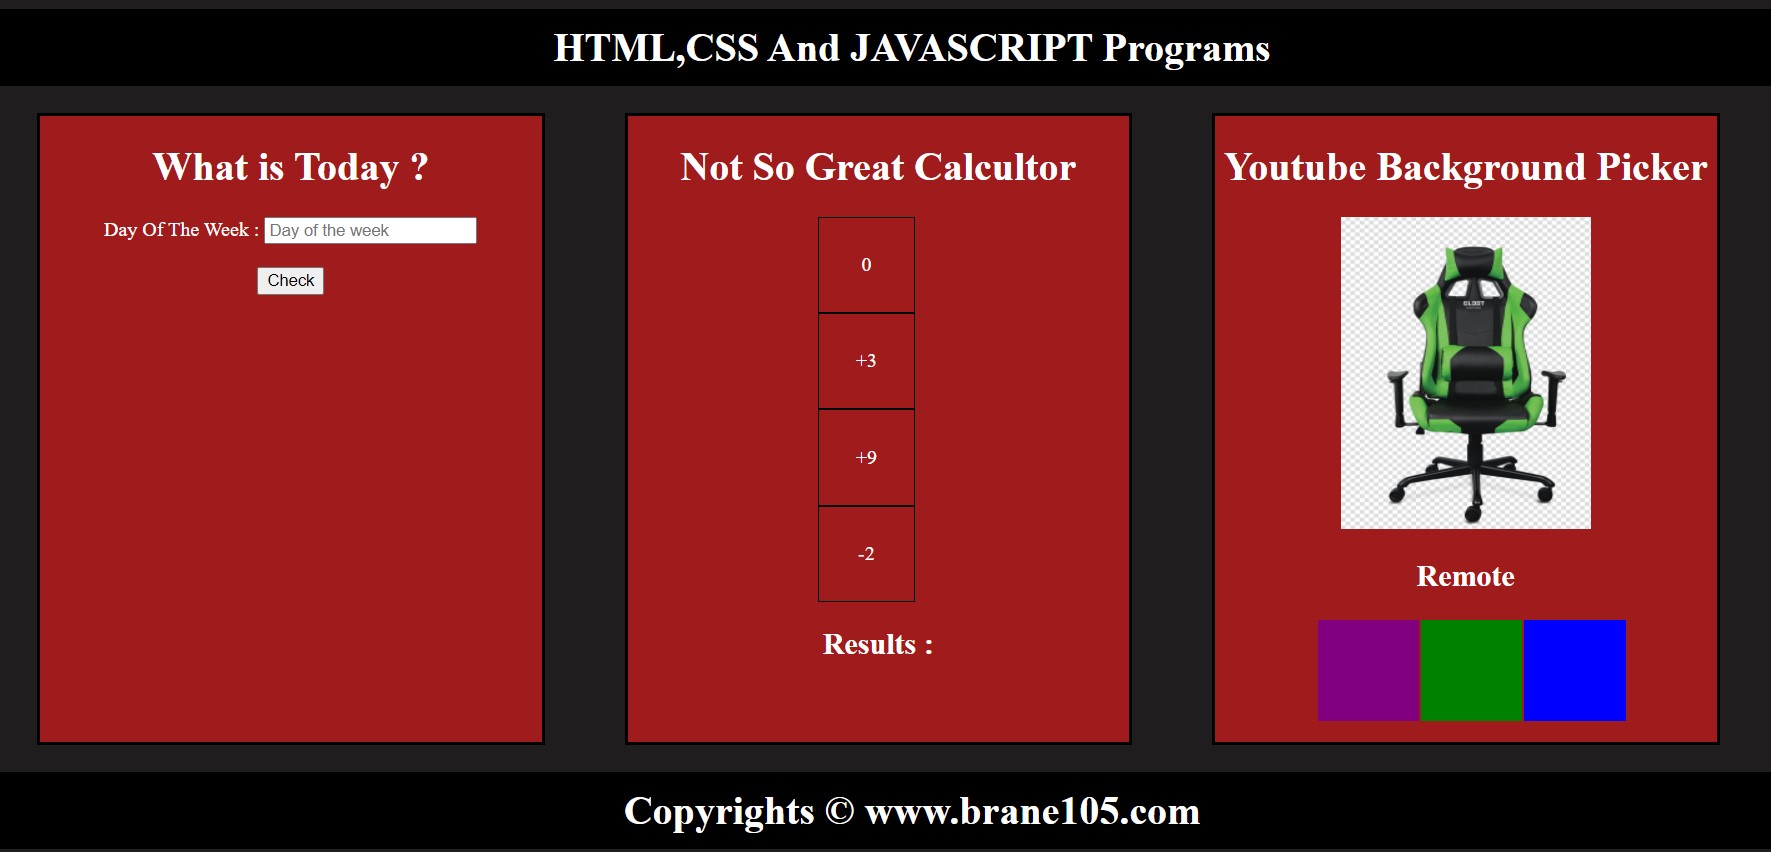 HTML,CSS And JAVASCRIPT Programs
What is Today ?
Day Of The Week : Day of the week
Check
Not So Great Calcultor
0
+3
+9
-2
Results :
Youtube Background Picker
Remote
Copyrights © www.brane105.com